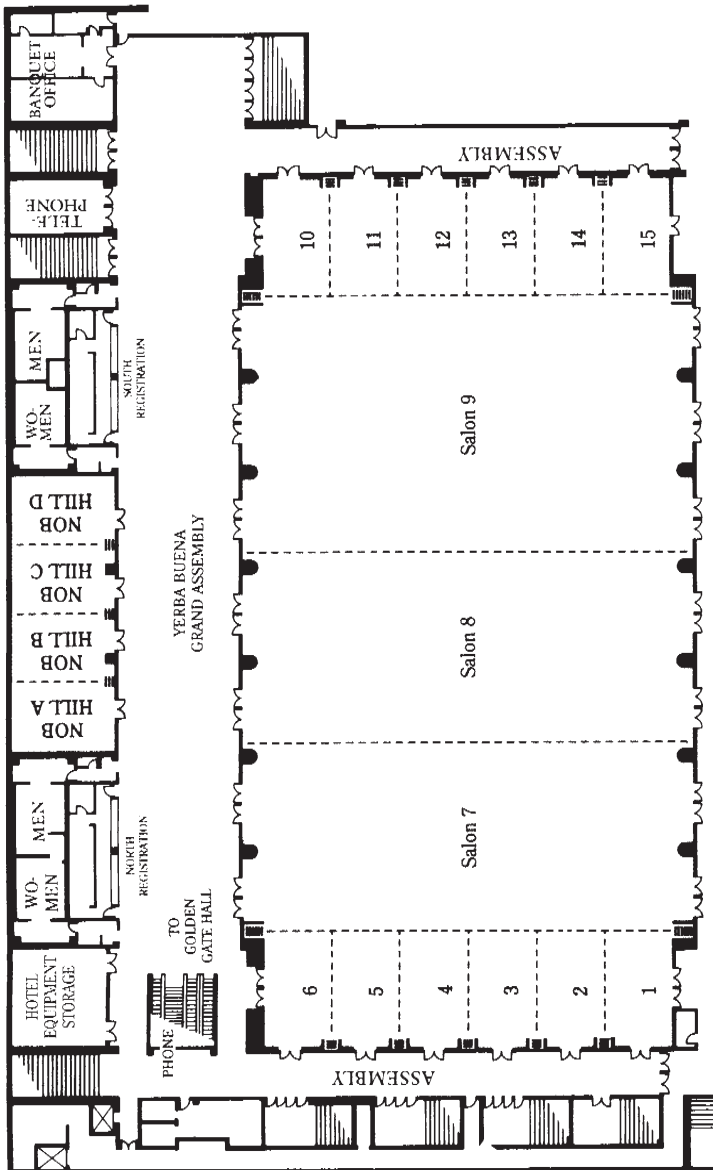 BANQUET
OFFICE
TELE-
PHONE
MEN
WO-
MEN
SOUTH
REGISTRATION
NOB
HILL D
NOB
HILL C
NOB
HILL B
NOB
HILL A
MEN
WO-
MEN
NORTH
REGISTRATION
HOTEL
EQUIPMENT
STORAGE
YERBA BUENA
GRAND ASSEMBLY
TO
GOLDEN
GATE HALL
PHONE
ASSEMBLY
10
11
12
13
14
15
Salon 9
Salon 8
Salon 7
6
5
4
3
2
1
ASSEMBLY